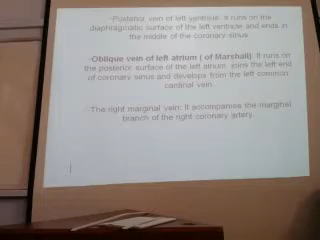 -Posterior vein of left ventricle: It runs on the
diaphragmatic surface of the left ventricle and ends in
the middle of the coronary sinus.
-Oblique vein of left atrium ( of Marshall): It runs on
the posterior surface of the left atrium, joins the left end
of coronary sinus and develops from the left common
cardinal vein.
-The right marginal vein: It accompanies the marginal
branch of the right coronary artery.